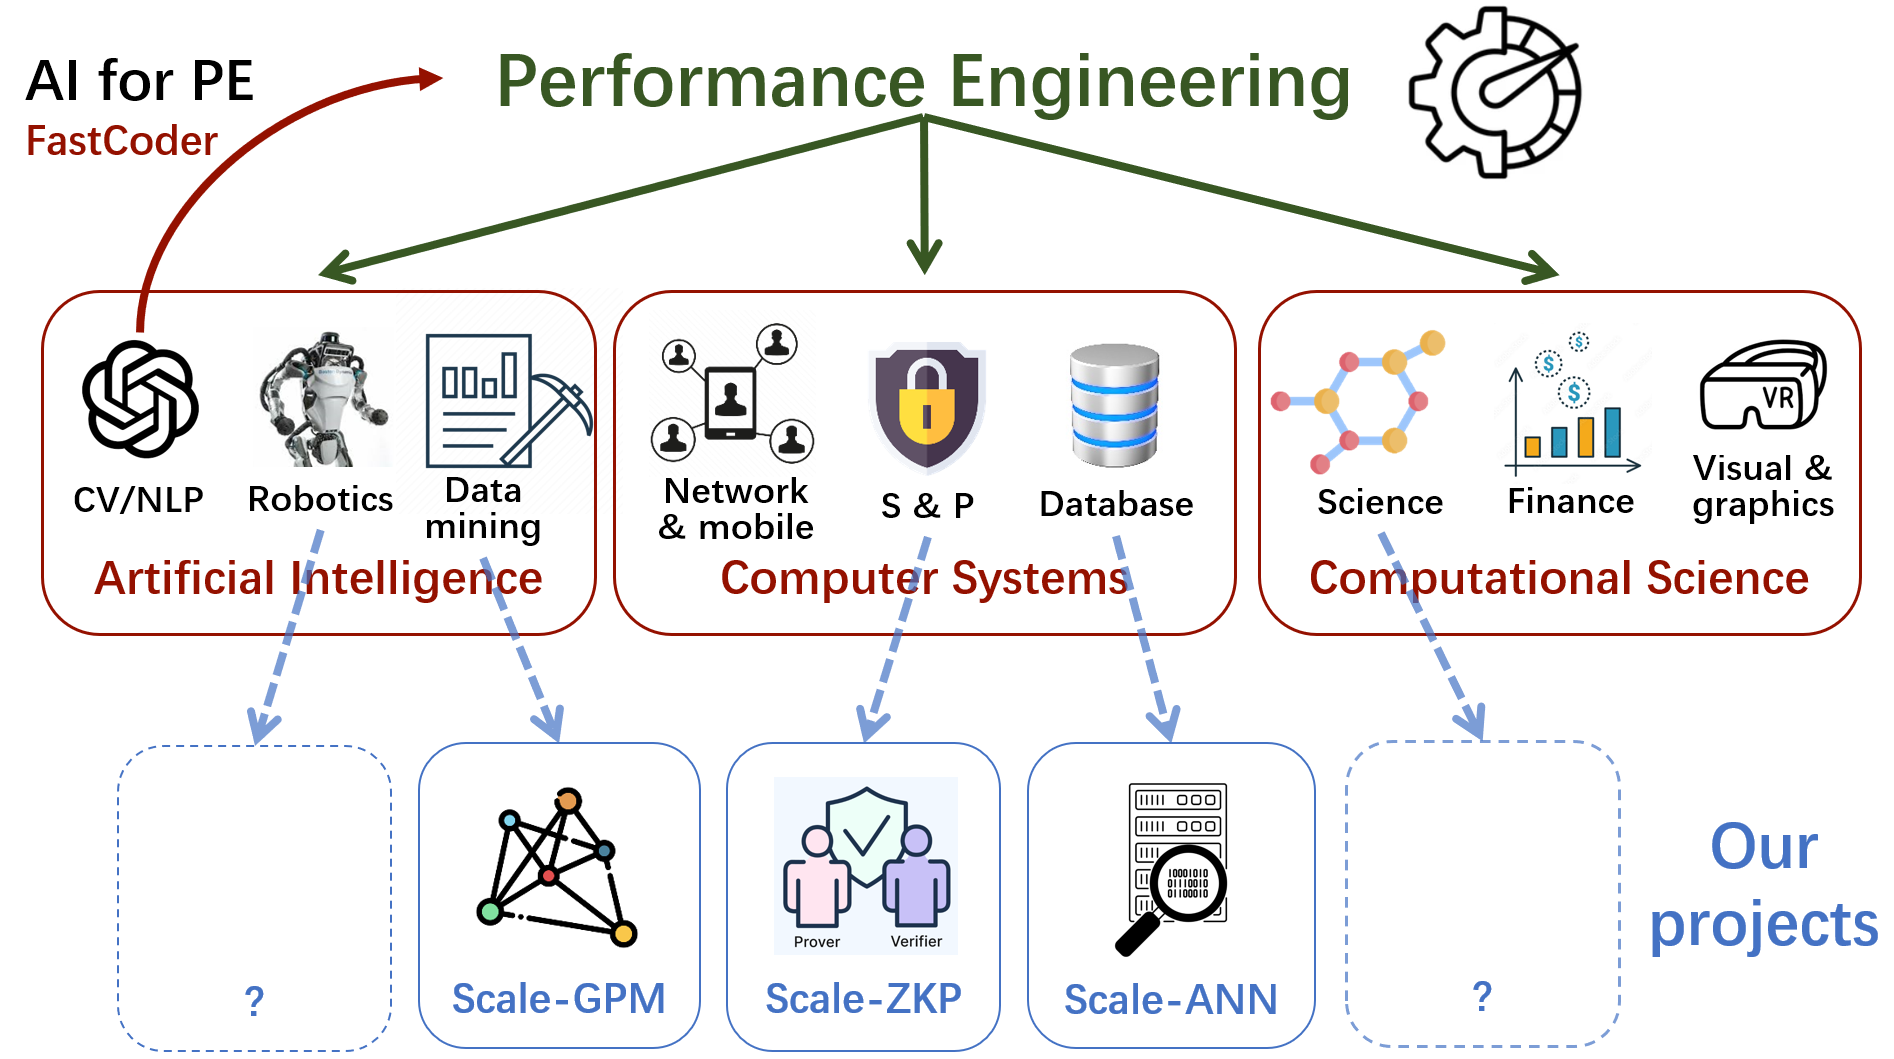 AI for PE
FastCoder
Performance Engineering
CV/NLP
Robotics
Data
mining
Artificial Intelligence
Network
& mobile
S & P
Database
Computer Systems
Science
$
$
$
Finance
VR
Visual &
graphics
Computational Science
?
Scale-GPM
Prover
Verifier
Scale-ZKP
10001010
01110010
01100010
Scale-ANN
?
Our
projects